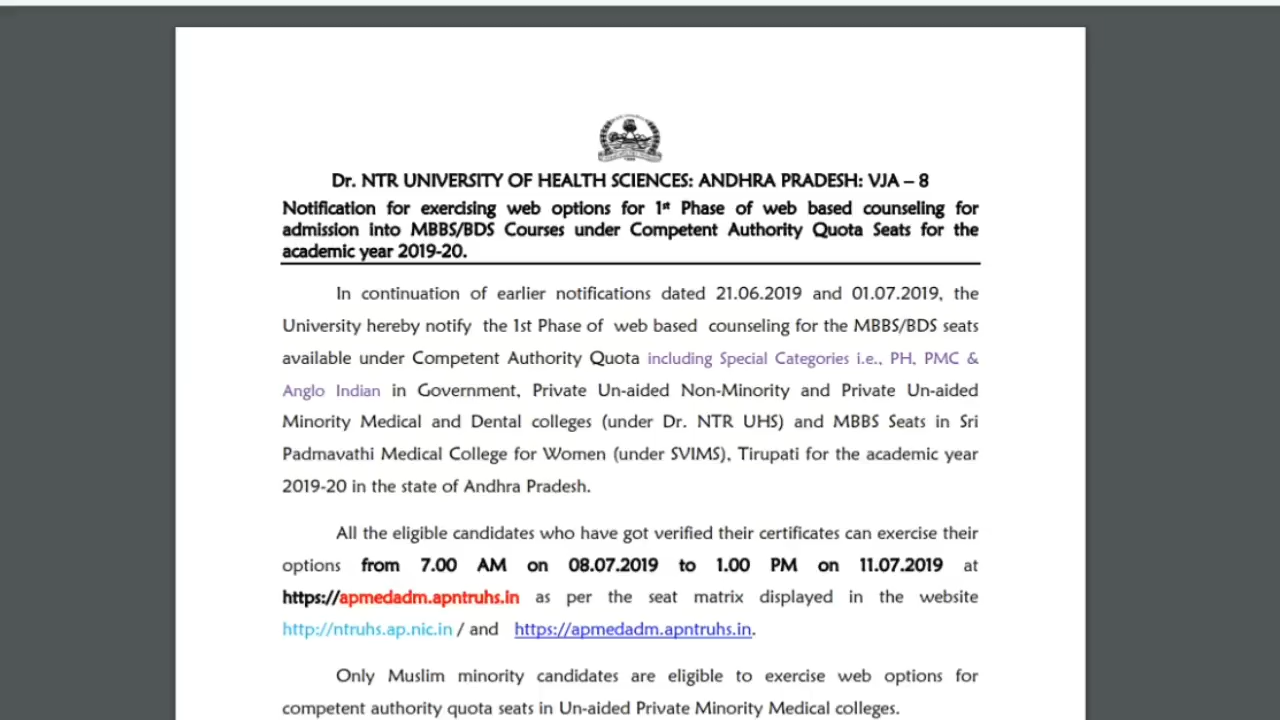 Dr. NTR UNIVERSITY OF HEALTH SCIENCES: ANDHRA PRADESH: VJA – 8
Notification for exercising web options for 1st Phase of web based counseling for
admission into MBBS/BDS Courses under Competent Authority Quota Seats for the
academic year 2019-20.
In continuation of earlier notifications dated 21.06.2019 and 01.07.2019, the
University hereby notify the 1st Phase of web based counseling for the MBBS/BDS seats
available under Competent Authority Quota including Special Categories i.e., PH, PMC &
Anglo Indian in Government, Private Un-aided Non-Minority and Private Un-aided
Minority Medical and Dental colleges (under Dr. NTR UHS) and MBBS Seats in Sri
Padmavathi Medical College for Women (under SVIMS), Tirupati for the academic year
2019-20 in the state of Andhra Pradesh.
All the eligible candidates who have got verified their certificates can exercise their
options from 7.00 AM on 08.07.2019 to 1.00 PM on 11.07.2019 at
https://apmedadm.apntruhs.in as per the seat matrix displayed in the website
http://ntruhs.ap.nic.in / and https://apmedadm.apntruhs.in.
Only Muslim minority candidates are eligible to exercise web options for
competent authority quota seats in Un-aided Private Minority Medical colleges.